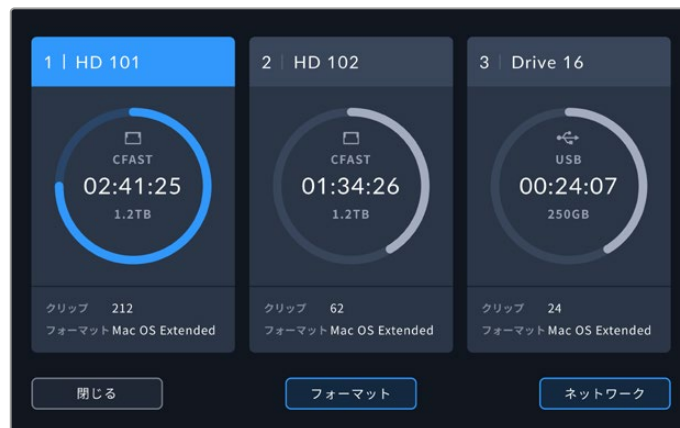 1 | HD 101
CFAST
02:41:25
1.2TB
クリップ 212
フォーマット Mac OS Extended
2 | HD 102
CFAST
01:34:26
1.2TB
クリップ 62
フォーマット Mac OS Extended
3 | Drive 16
USB
00:24:07
250GB
クリップ 24
フォーマット Mac OS Extended
閉じる
フォーマット
ネットワーク